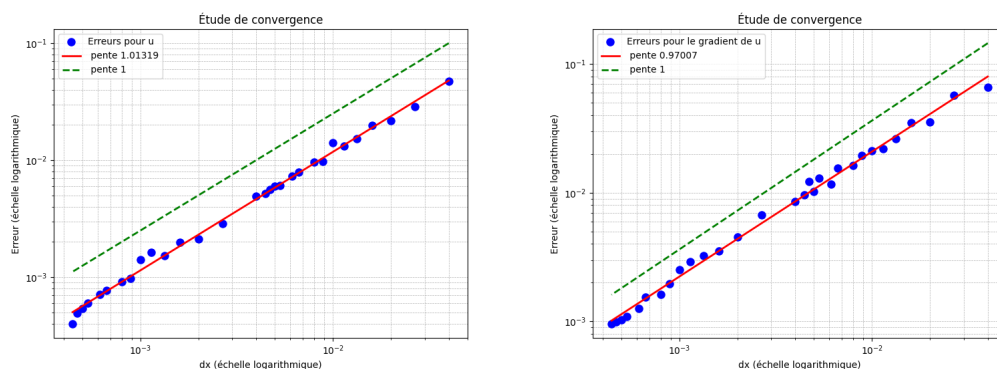 Étude de convergence
Erreurs pour u
pente 1.01319
pente 1
10⁻¹
10⁻²
10⁻³
Erreur (échelle logarithmique)
10⁻³
10⁻²
dx (échelle logarithmique)
Étude de convergence
Erreurs pour le gradient de u
pente 0.97007
pente 1
10⁻¹
10⁻²
10⁻³
Erreur (échelle logarithmique)
10⁻³
10⁻²
dx (échelle logarithmique)